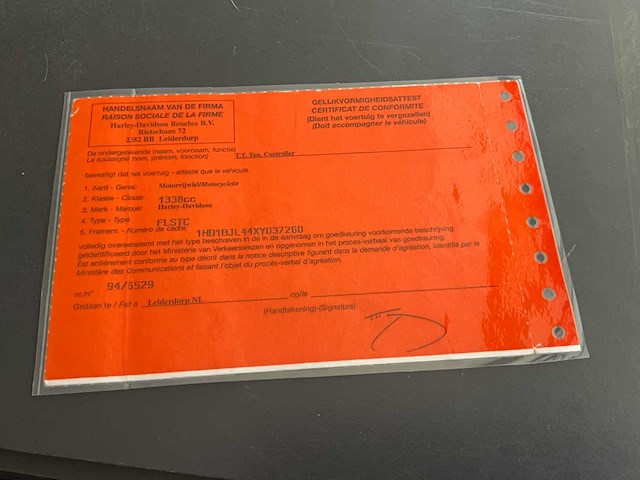 HANDELSNAAM VAN DE FIRMA
RAISON SOCIALE DE LA FIRME
Harley-Davidson Benelux B.V.
Rietschans 72
2352 BB Leiderdorp
GELIJKVORMIGHEIDSATTEST
CERTIFICAT DE CONFORMITE
(Dient het voertuig te vergezellen)
(Doit accompagner le véhicule)
De ondergetekende (naam, voornaam, functie)
Le soussigné (nom, prénom, fonction) T.T. Tan, Controller
bevestigt dat het voertuig - atteste que le véhicule
1. Aard - Genre: Motorrijwiel/Motocyclette
2. Klasse - Classe: 1338cc
3. Merk - Marque: Harley-Davidson
4. Type - Type FLSTC
5. Framenr. - Numéro de cadre: 1HD1BJL44XY037260
volledig overeenstemt met het type beschreven in de in de aanvraag om goedkeuring voorkomende beschrijving
geïdentificeerd door het Ministerie van Verkeerswezen en opgenomen in het proces-verbaal van goedkeuring.
Est entièrement conforme au type décrit dans la notice descriptive figurant dans la demande d'agréation, identifié par le
Ministère des Communications et faisant l'objet du procès-verbal d'agréation.
nr./n° 94/5529
Gedaan te / Fait à Leiderdorp NL op/le
(Handtekening)-(Signature)